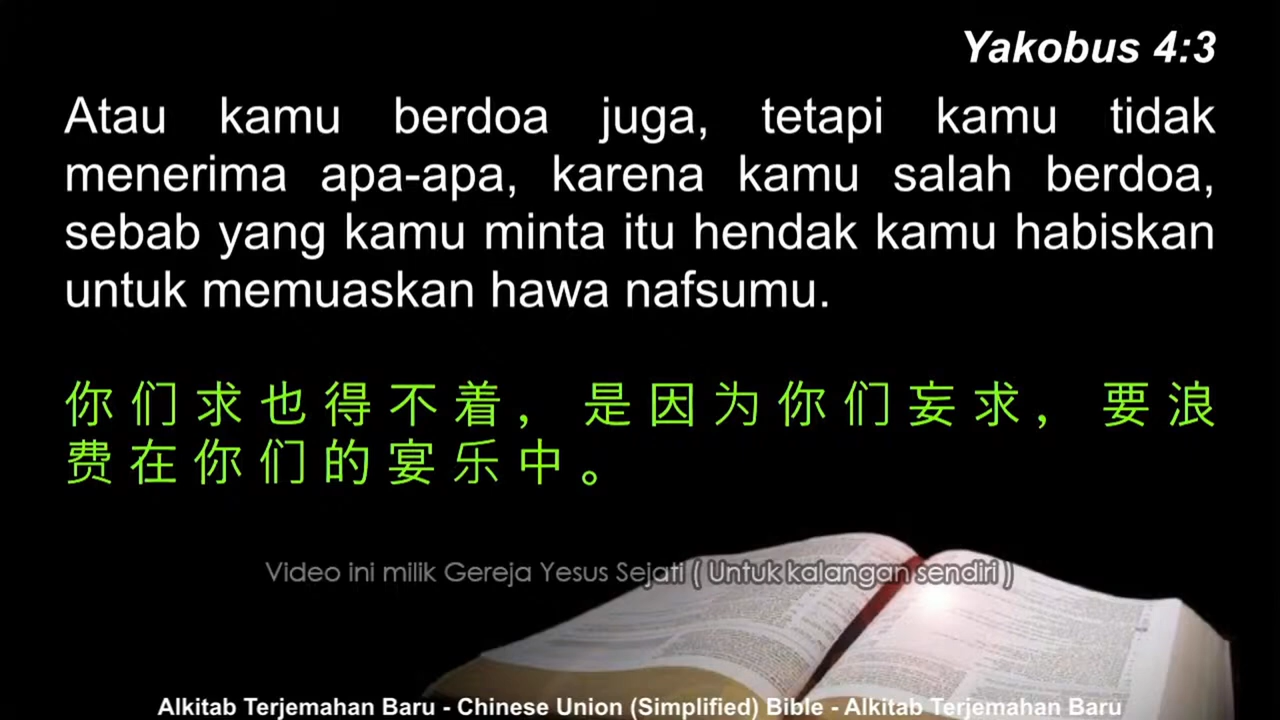 Yakobus 4:3
Atau kamu berdoa juga, tetapi kamu tidak
menerima apa-apa, karena kamu salah berdoa,
sebab yang kamu minta itu hendak kamu habiskan
untuk memuaskan hawa nafsumu.
你们求也得不着，是因为你们妄求，要浪
费在你们的宴乐中。
Video ini milik Gereja Yesus Sejati ( Untuk kalangan sendiri )
Alkitab Terjemahan Baru - Chinese Union (Simplified) Bible - Alkitab Terjemahan Baru